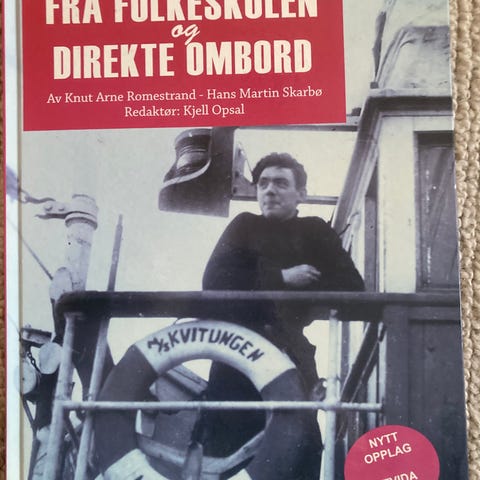 FRA FOLKESKOLEN
og
DIREKTE OMBORD
Av Knut Arne Romestrand - Hans Martin Skarbø
Redaktør: Kjell Opsal
M/S KVITUNGEN
NYTT
OPPLAG